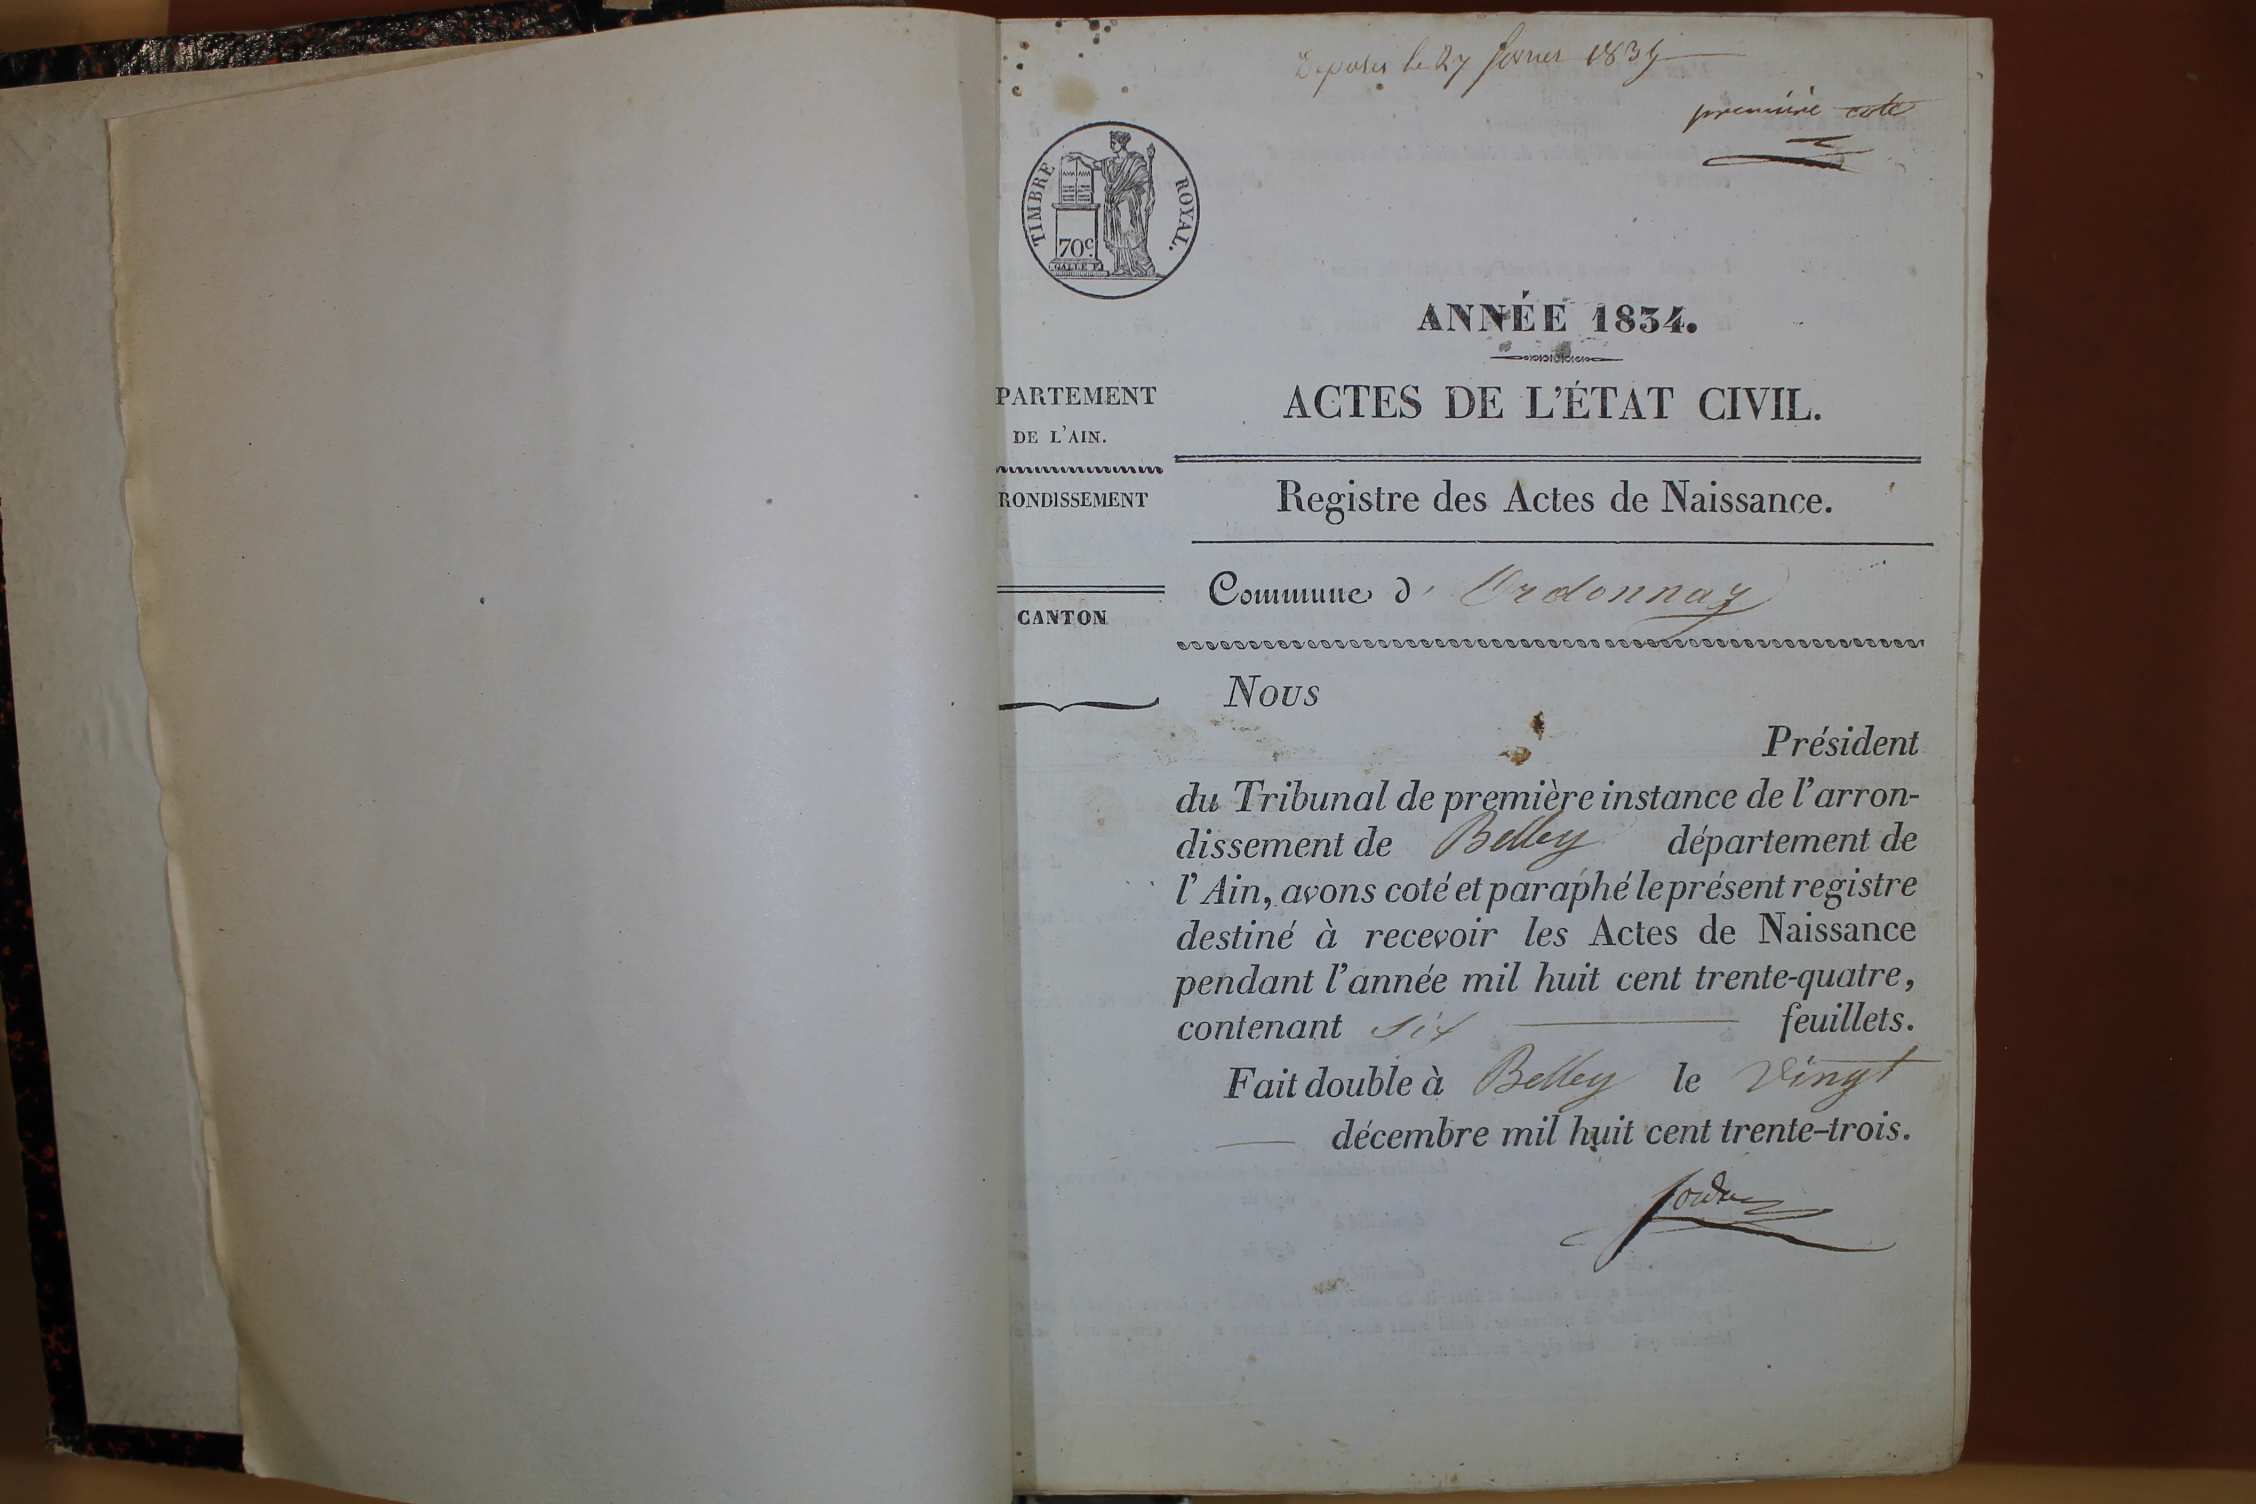 Deposés le 27 février 1835
première cote
TIMBRE ROYAL.
70c.
GALLE F.
ANNÉE 1834.
PARTEMENT
DE L'AIN.
RONDISSEMENT
CANTON
ACTES DE L'ÉTAT CIVIL.
Registre des Actes de Naissance.
Commune d' Ordonnaz
Nous
Président
du Tribunal de première instance de l'arron-
dissement de Belley département de
l'Ain, avons coté et paraphé le présent registre
destiné à recevoir les Actes de Naissance
pendant l'année mil huit cent trente-quatre,
contenant six feuillets.
Fait double à Belley le vingt
décembre mil huit cent trente-trois.